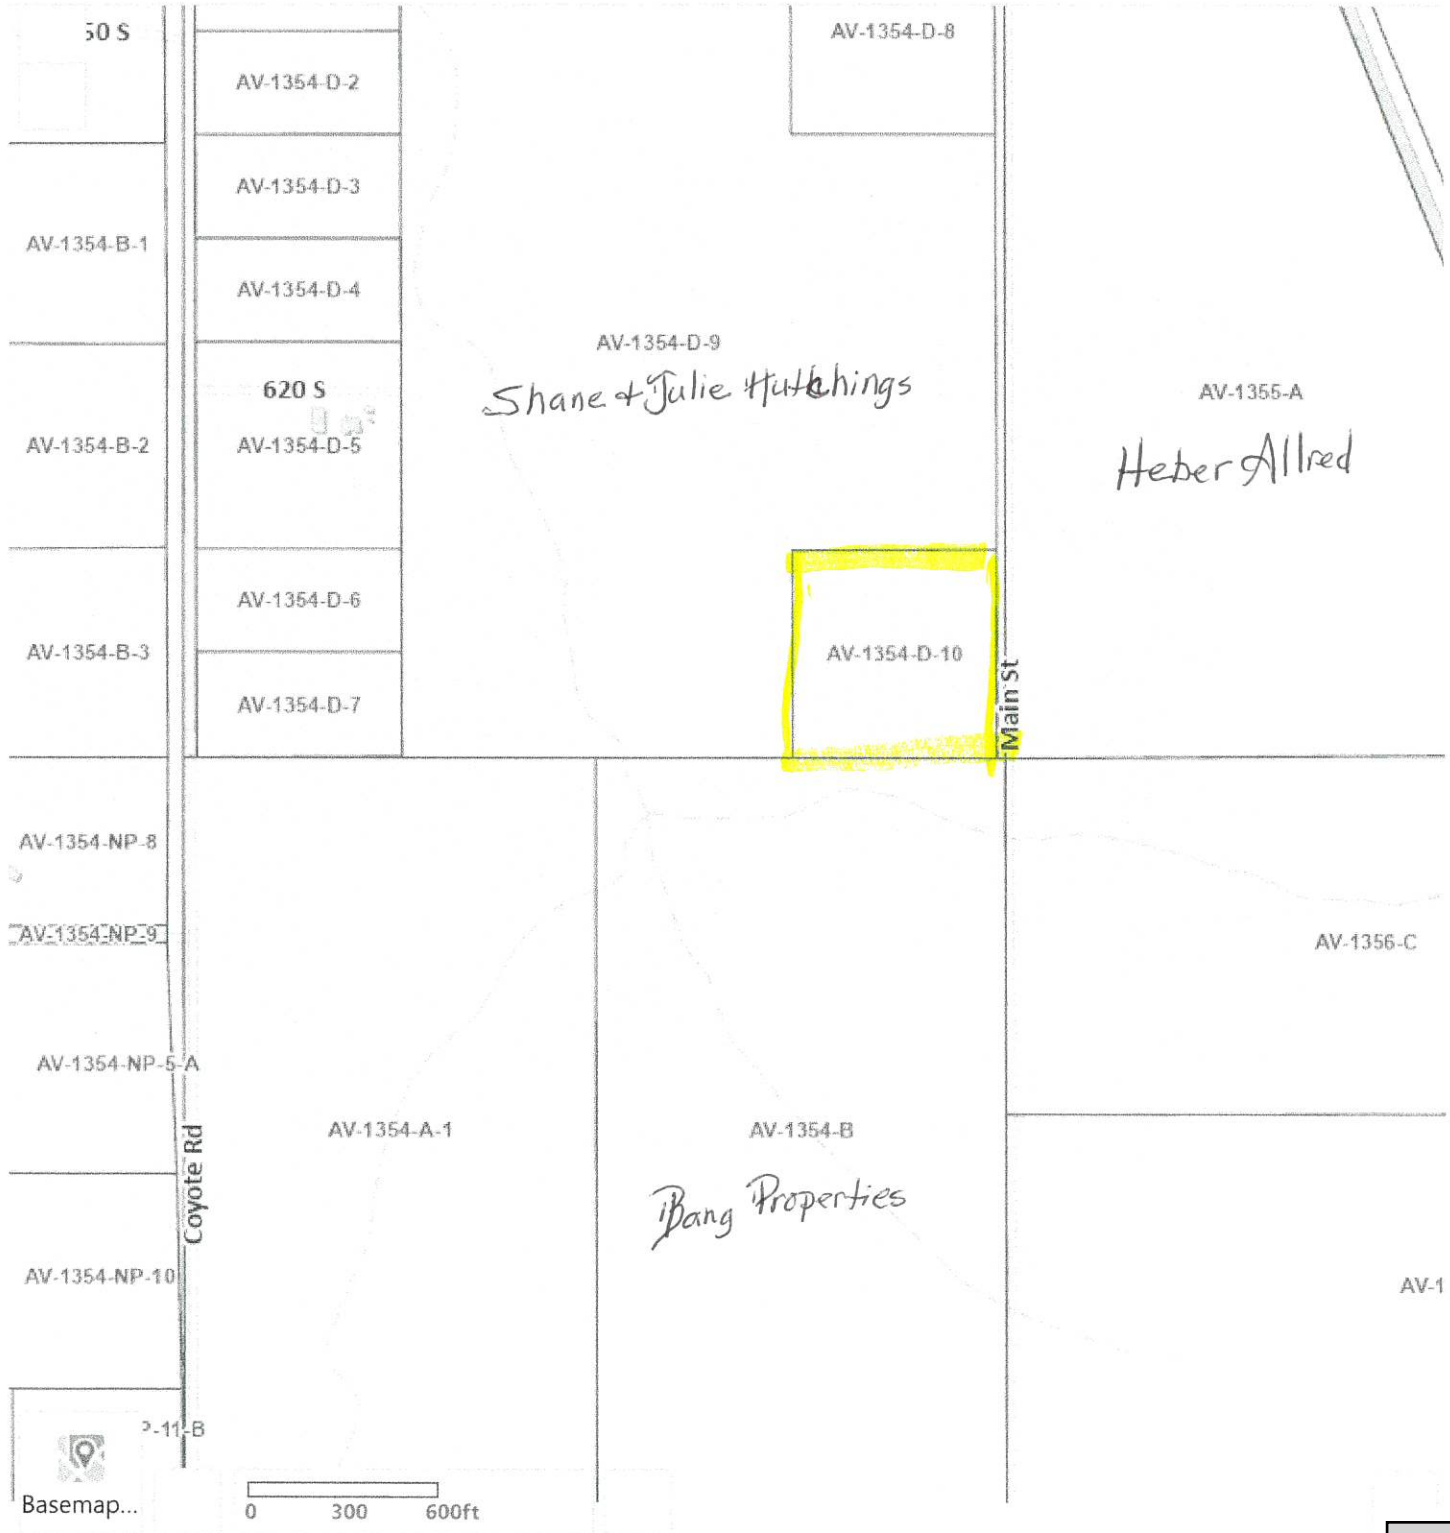 50 S
AV-1354-D-8
AV-1354-D-2
AV-1354-D-3
AV-1354-B-1
AV-1354-D-4
AV-1354-D-9
620 S
Shane & Julie Hutchings
AV-1355-A
AV-1354-B-2
AV-1354-D-5
Heber Allred
AV-1354-D-6
AV-1354-B-3
AV-1354-D-10
Main St
AV-1354-D-7
AV-1354-NP-8
AV-1354-NP-9
AV-1356-C
AV-1354-NP-5-A
Coyote Rd
AV-1354-A-1
AV-1354-B
Bang Properties
AV-1354-NP-10
AV-1
P-11-B
Basemap...
0 300 600ft